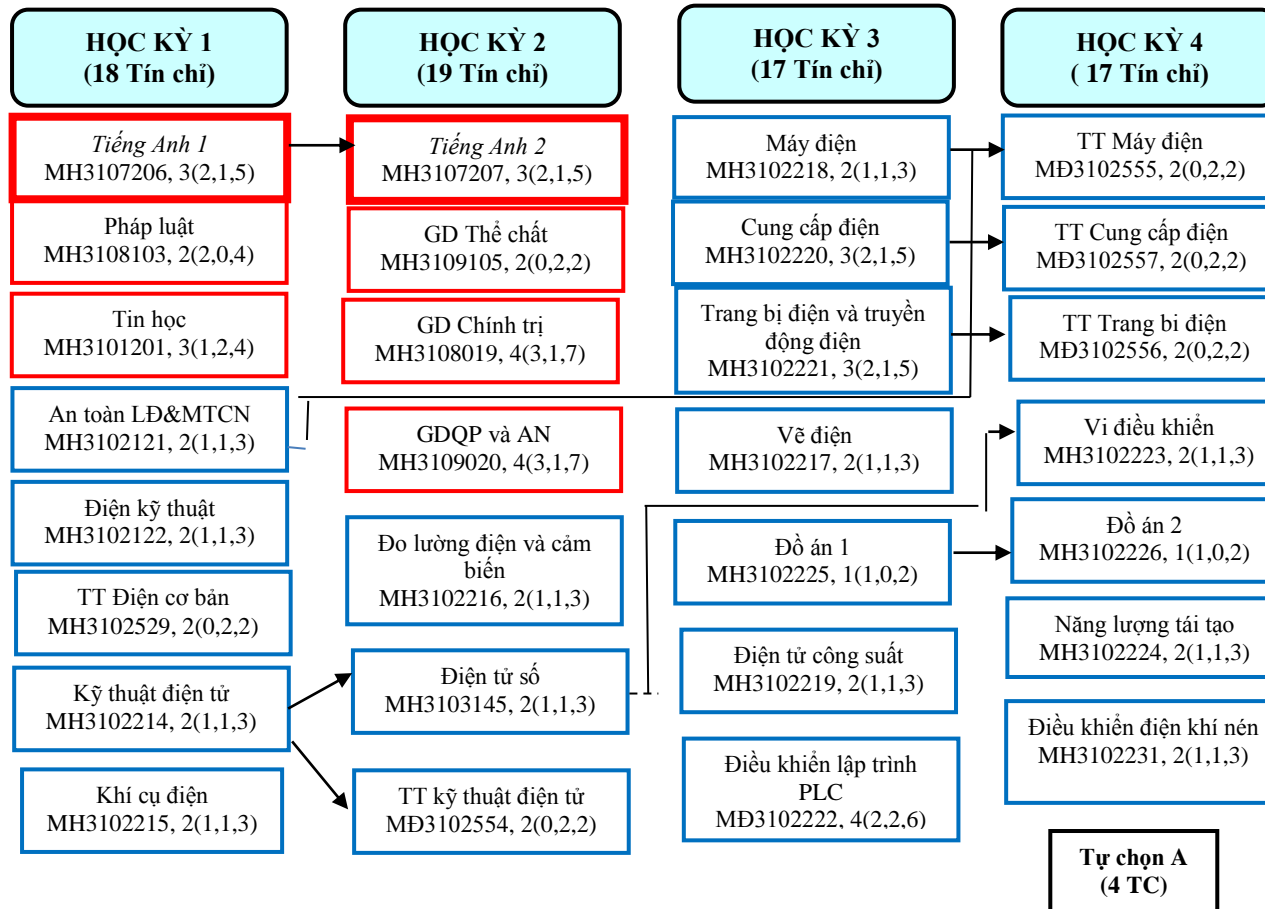 HỌC KỲ 1
(18 Tín chỉ)
Tiếng Anh 1
MH3107206, 3(2,1,5)
Pháp luật
MH3108103, 2(2,0,4)
Tin học
MH3101201, 3(1,2,4)
An toàn LĐ&MTCN
MH3102121, 2(1,1,3)
Điện kỹ thuật
MH3102122, 2(1,1,3)
TT Điện cơ bản
MH3102529, 2(0,2,2)
Kỹ thuật điện tử
MH3102214, 2(1,1,3)
Khí cụ điện
MH3102215, 2(1,1,3)
HỌC KỲ 2
(19 Tín chỉ)
Tiếng Anh 2
MH3107207, 3(2,1,5)
GD Thể chất
MH3109105, 2(0,2,2)
GD Chính trị
MH3108019, 4(3,1,7)
GDQP và AN
MH3109020, 4(3,1,7)
Đo lường điện và cảm
biến
MH3102216, 2(1,1,3)
Điện tử số
MH3103145, 2(1,1,3)
TT kỹ thuật điện tử
MĐ3102554, 2(0,2,2)
HỌC KỲ 3
(17 Tín chỉ)
Máy điện
MH3102218, 2(1,1,3)
Cung cấp điện
MH3102220, 3(2,1,5)
Trang bị điện và truyền
động điện
MH3102221, 3(2,1,5)
Vẽ điện
MH3102217, 2(1,1,3)
Đồ án 1
MH3102225, 1(1,0,2)
Điện tử công suất
MH3102219, 2(1,1,3)
Điều khiển lập trình
PLC
MĐ3102222, 4(2,2,6)
HỌC KỲ 4
( 17 Tín chỉ)
TT Máy điện
MĐ3102555, 2(0,2,2)
TT Cung cấp điện
MĐ3102557, 2(0,2,2)
TT Trang bi điện
MĐ3102556, 2(0,2,2)
Vi điều khiển
MH3102223, 2(1,1,3)
Đồ án 2
MH3102226, 1(1,0,2)
Năng lượng tái tạo
MH3102224, 2(1,1,3)
Điều khiển điện khí nén
MH3102231, 2(1,1,3)
Tự chọn A
(4 TC)